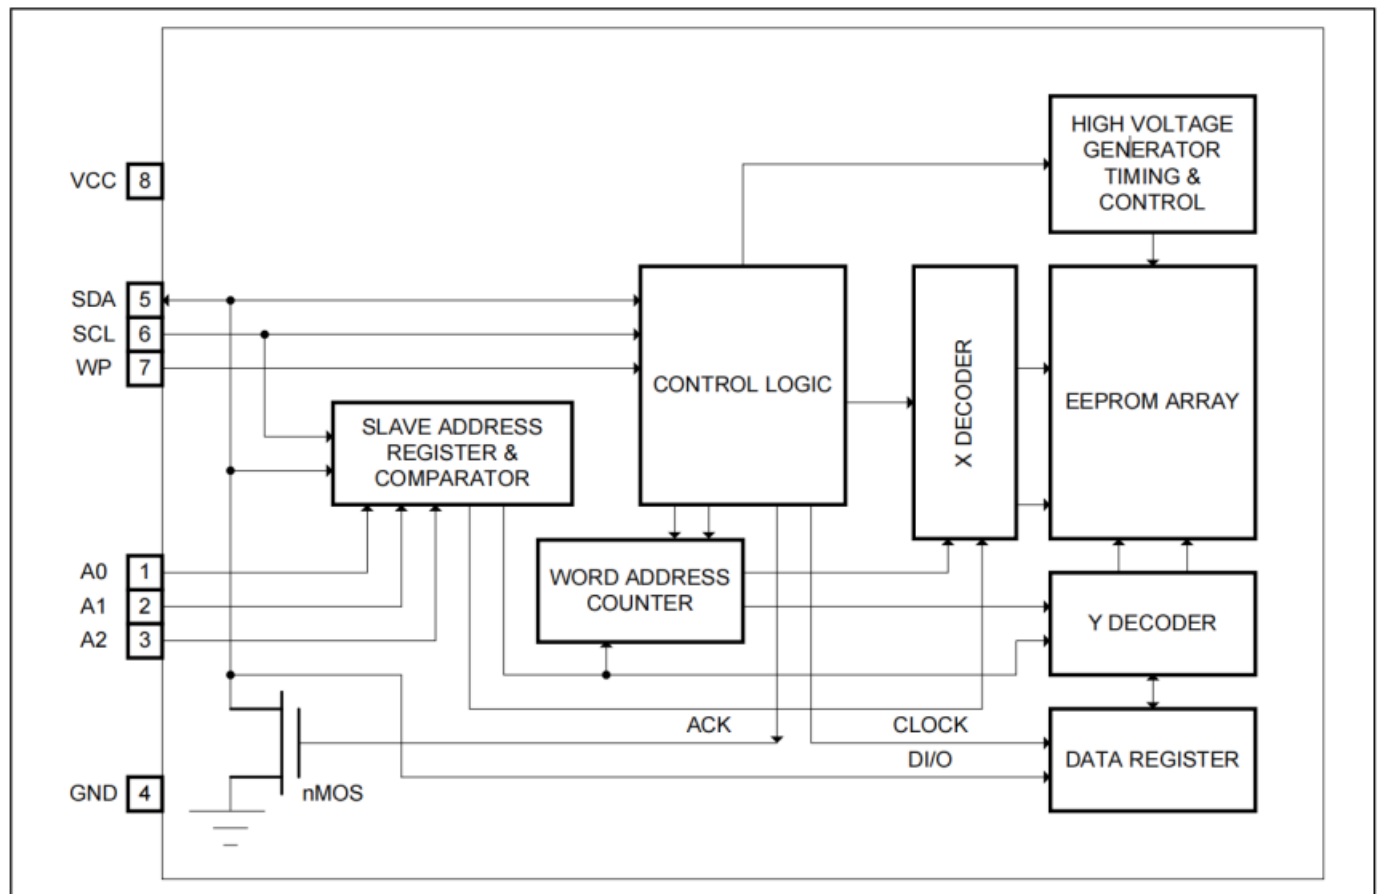 HIGH VOLTAGE
GENERATOR
TIMING &
CONTROL
VCC 8
SDA 5
SCL 6
WP 7
CONTROL LOGIC
X DECODER
EEPROM ARRAY
SLAVE ADDRESS
REGISTER &
COMPARATOR
A0 1
A1 2
A2 3
WORD ADDRESS
COUNTER
Y DECODER
ACK
CLOCK
DI/O
DATA REGISTER
GND 4
nMOS